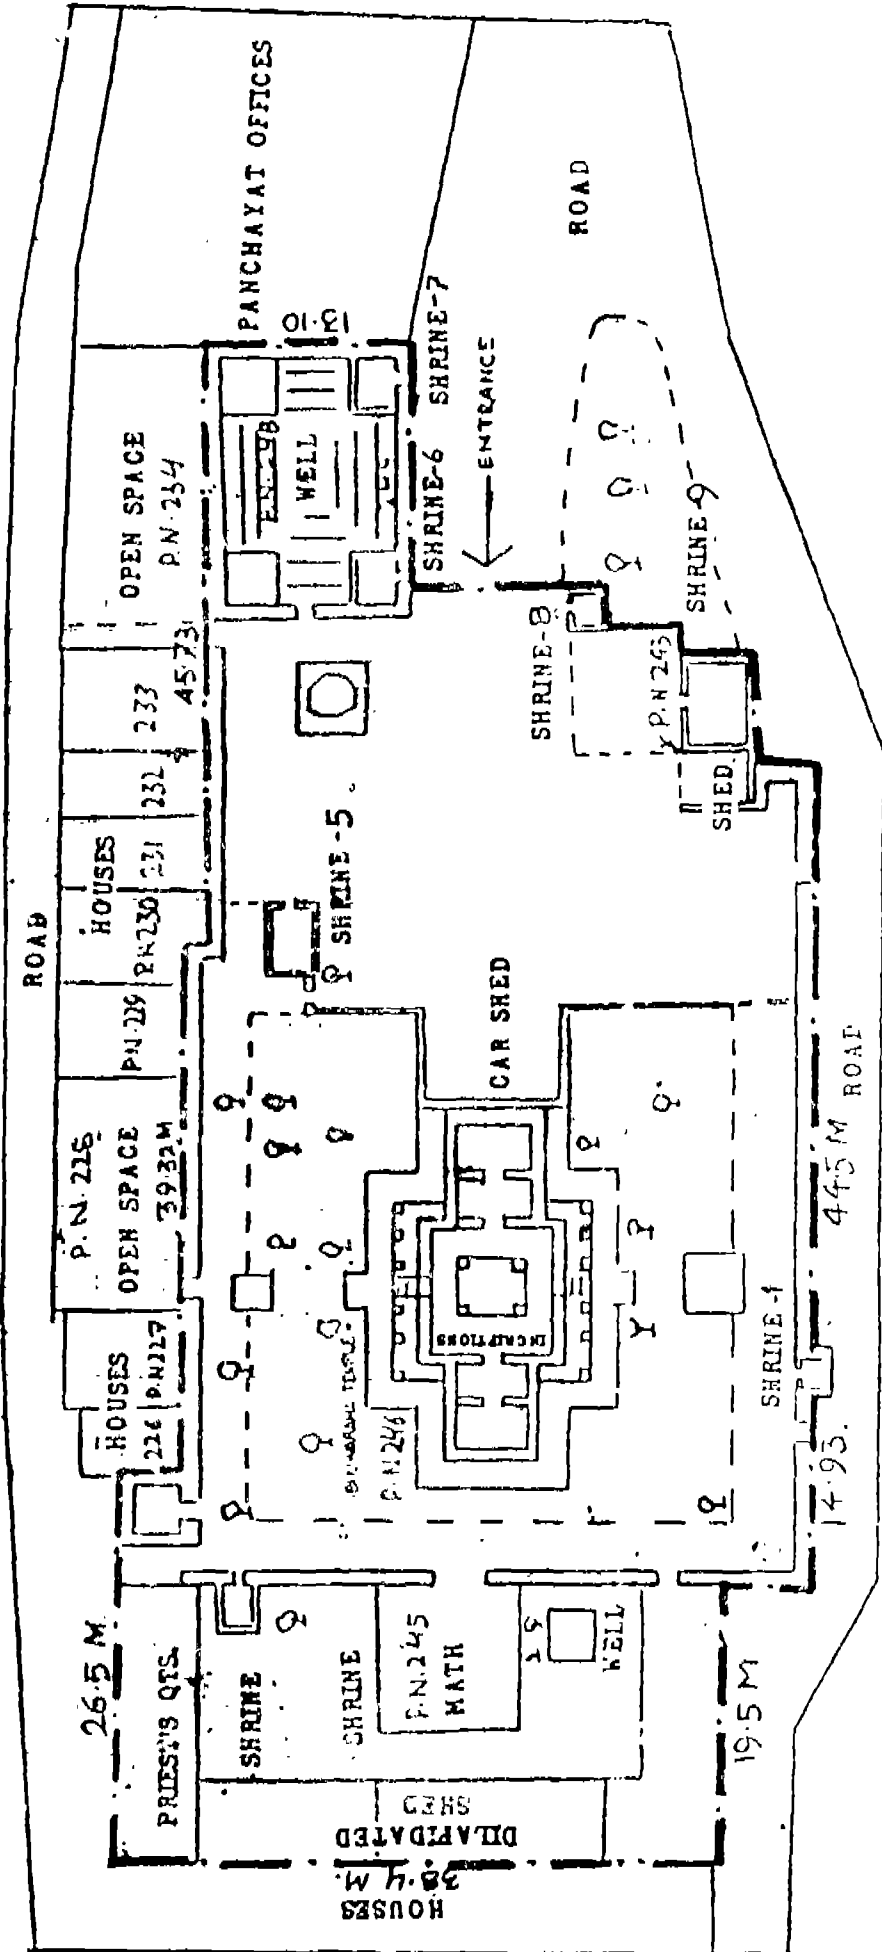 PANCHAYAT OFFICES
ROAD
13.10
SHRINE-7
SHRINE-6
ENTRANCE
OPEN SPACE
P.N. 234
P.N. 248
WELL
SHRINE-9
SHRINE-8
P.N 243
SHED
45.73
233
232
231
HOUSES
P.N 230
P.N. 229
ROAD
SHRINE-5
CAR SHED
P.N. 228
OPEN SPACE
39.32 M
HOUSES
226
P.N 227
P.N 246
SHRINE-1
44.5 M
ROAD
14.93.
26.5 M.
PRIEST'S QTS.
SHRINE
SHRINE
P.N. 245
MATH
WELL
19.5 M
DILAPIDATED
SHED
38.4 M.
HOUSES